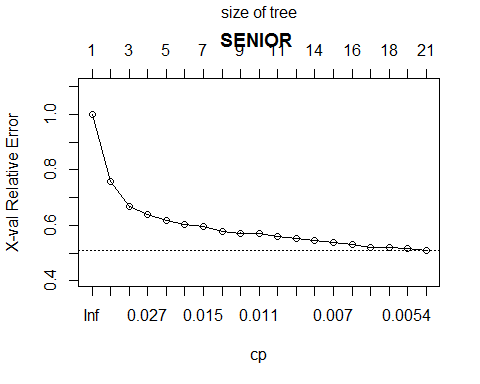 size of tree
SENIOR
1 3 5 7 9 11 14 16 18 21
X-val Relative Error
1.0
0.8
0.6
0.4
Inf 0.027 0.015 0.011 0.007 0.0054
cp